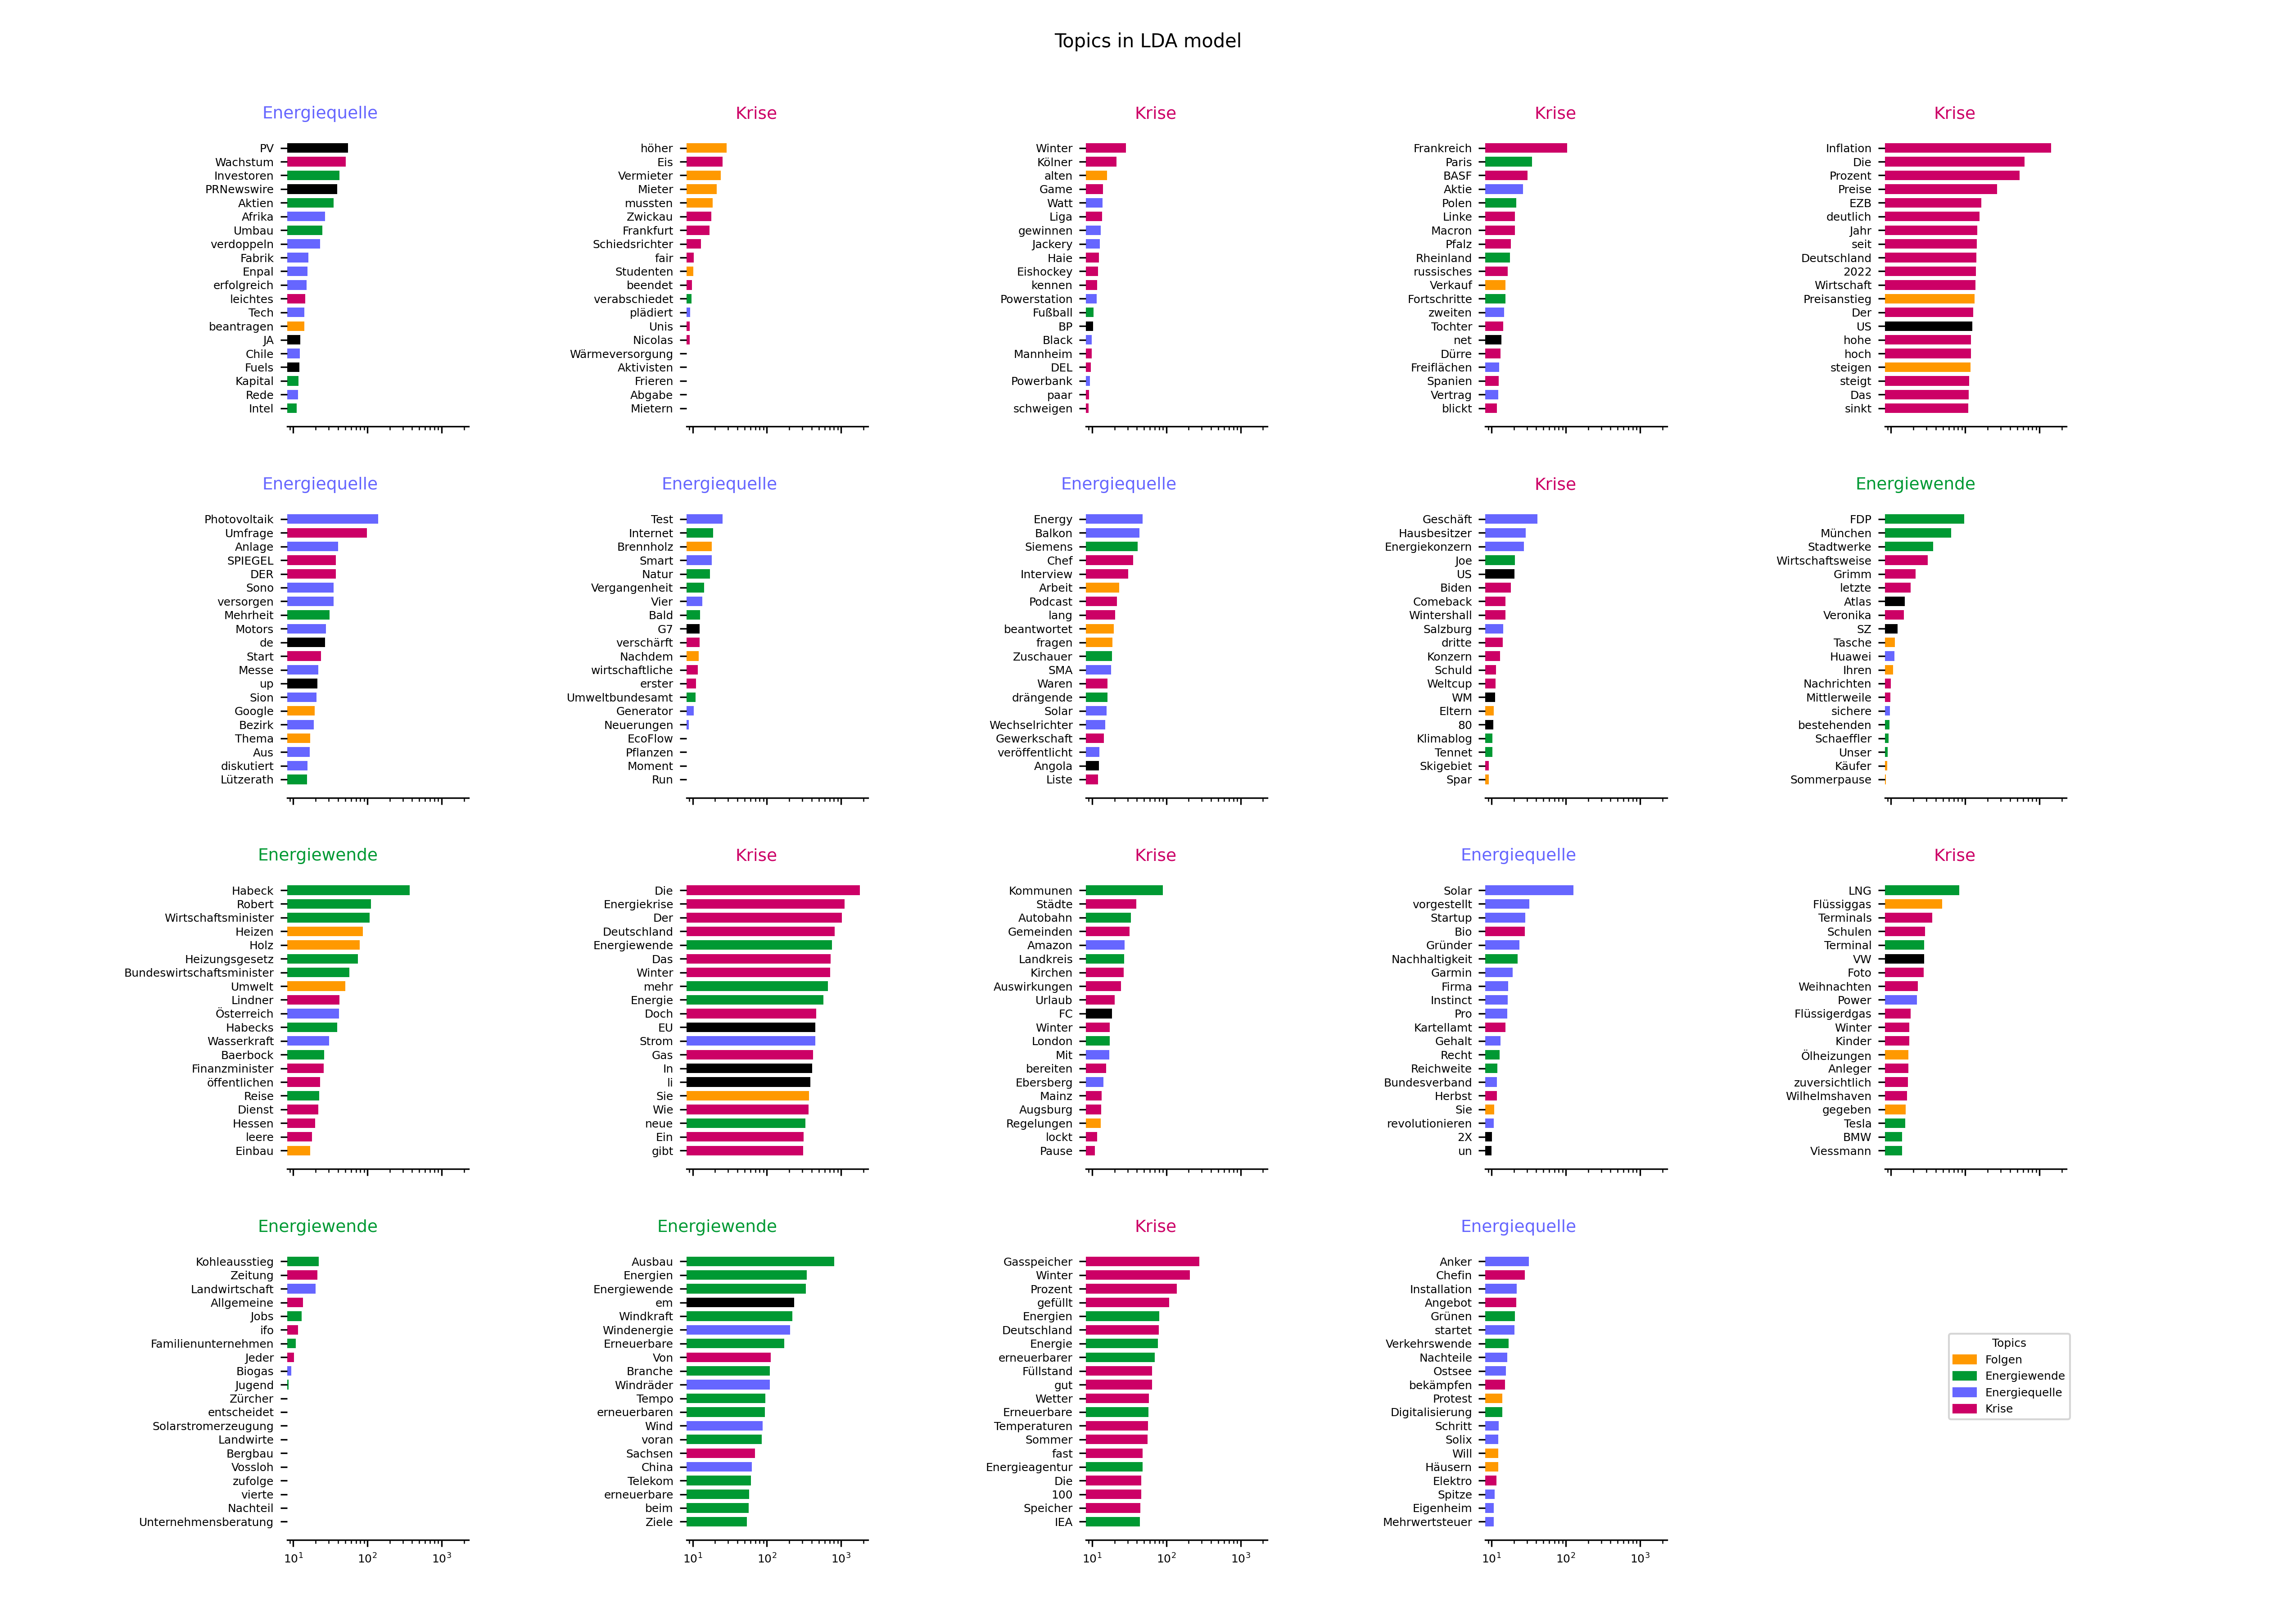 Topics in LDA model
Energiequelle
PV
Wachstum
Investoren
PRNewswire
Aktien
Afrika
Umbau
verdoppeln
Fabrik
Enpal
erfolgreich
leichtes
Tech
beantragen
JA
Chile
Fuels
Kapital
Rede
Intel
Krise
höher
Eis
Vermieter
Mieter
mussten
Zwickau
Frankfurt
Schiedsrichter
fair
Studenten
beendet
verabschiedet
plädiert
Unis
Nicolas
Wärmeversorgung
Aktivisten
Frieren
Abgabe
Mietern
Krise
Winter
Kölner
alten
Game
Watt
Liga
gewinnen
Jackery
Haie
Eishockey
kennen
Powerstation
Fußball
BP
Black
Mannheim
DEL
Powerbank
paar
schweigen
Krise
Frankreich
Paris
BASF
Aktie
Polen
Linke
Macron
Pfalz
Rheinland
russisches
Verkauf
Fortschritte
zweiten
Tochter
net
Dürre
Freiflächen
Spanien
Vertrag
blickt
Krise
Inflation
Die
Prozent
Preise
EZB
deutlich
Jahr
seit
Deutschland
2022
Wirtschaft
Preisanstieg
Der
US
hohe
hoch
steigen
steigt
Das
sinkt
Energiequelle
Photovoltaik
Umfrage
Anlage
SPIEGEL
DER
Sono
versorgen
Mehrheit
Motors
de
Start
Messe
up
Sion
Google
Bezirk
Thema
Aus
diskutiert
Lützerath
Energiequelle
Test
Internet
Brennholz
Smart
Natur
Vergangenheit
Vier
Bald
G7
verschärft
Nachdem
wirtschaftliche
erster
Umweltbundesamt
Generator
Neuerungen
EcoFlow
Pflanzen
Moment
Run
Energiequelle
Energy
Balkon
Siemens
Chef
Interview
Arbeit
Podcast
lang
beantwortet
fragen
Zuschauer
SMA
Waren
drängende
Solar
Wechselrichter
Gewerkschaft
veröffentlicht
Angola
Liste
Krise
Geschäft
Hausbesitzer
Energiekonzern
Joe
US
Biden
Comeback
Wintershall
Salzburg
dritte
Konzern
Schuld
Weltcup
WM
Eltern
80
Klimablog
Tennet
Skigebiet
Spar
Energiewende
FDP
München
Stadtwerke
Wirtschaftsweise
Grimm
letzte
Atlas
Veronika
SZ
Tasche
Huawei
Ihren
Nachrichten
Mittlerweile
sichere
bestehenden
Schaeffler
Unser
Käufer
Sommerpause
Energiewende
Habeck
Robert
Wirtschaftsminister
Heizen
Holz
Heizungsgesetz
Bundeswirtschaftsminister
Umwelt
Lindner
Österreich
Habecks
Wasserkraft
Baerbock
Finanzminister
öffentlichen
Reise
Dienst
Hessen
leere
Einbau
Krise
Die
Energiekrise
Der
Deutschland
Energiewende
Das
Winter
mehr
Energie
Doch
EU
Strom
Gas
In
li
Sie
Wie
neue
Ein
gibt
Krise
Kommunen
Städte
Autobahn
Gemeinden
Amazon
Landkreis
Kirchen
Auswirkungen
Urlaub
FC
Winter
London
Mit
bereiten
Ebersberg
Mainz
Augsburg
Regelungen
lockt
Pause
Energiequelle
Solar
vorgestellt
Startup
Bio
Gründer
Nachhaltigkeit
Garmin
Firma
Instinct
Pro
Kartellamt
Gehalt
Recht
Reichweite
Bundesverband
Herbst
Sie
revolutionieren
2X
un
Krise
LNG
Flüssiggas
Terminals
Schulen
Terminal
VW
Foto
Weihnachten
Power
Flüssigerdgas
Winter
Kinder
Ölheizungen
Anleger
zuversichtlich
Wilhelmshaven
gegeben
Tesla
BMW
Viessmann
Energiewende
Kohleausstieg
Zeitung
Landwirtschaft
Allgemeine
Jobs
ifo
Familienunternehmen
Jeder
Biogas
Jugend
Zürcher
entscheidet
Solarstromerzeugung
Landwirte
Bergbau
Vossloh
zufolge
vierte
Nachteil
Unternehmensberatung
10¹ 10² 10³
Energiewende
Ausbau
Energien
Energiewende
em
Windkraft
Windenergie
Erneuerbare
Von
Branche
Windräder
Tempo
erneuerbaren
Wind
voran
Sachsen
China
Telekom
erneuerbare
beim
Ziele
10¹ 10² 10³
Krise
Gasspeicher
Winter
Prozent
gefüllt
Energien
Deutschland
Energie
erneuerbarer
Füllstand
gut
Wetter
Erneuerbare
Temperaturen
Sommer
fast
Energieagentur
Die
100
Speicher
IEA
10¹ 10² 10³
Energiequelle
Anker
Chefin
Installation
Angebot
Grünen
startet
Verkehrswende
Nachteile
Ostsee
bekämpfen
Protest
Digitalisierung
Schritt
Solix
Will
Häusern
Elektro
Spitze
Eigenheim
Mehrwertsteuer
10¹ 10² 10³
Topics
Folgen
Energiewende
Energiequelle
Krise